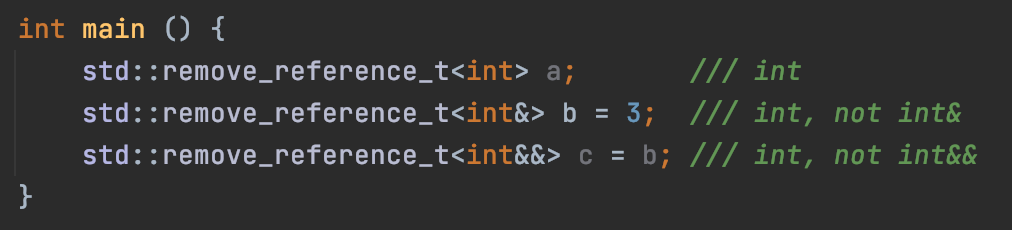 int main () {
    std::remove_reference_t<int> a;       /// int
    std::remove_reference_t<int&> b = 3;  /// int, not int&
    std::remove_reference_t<int&&> c = b; /// int, not int&&
}